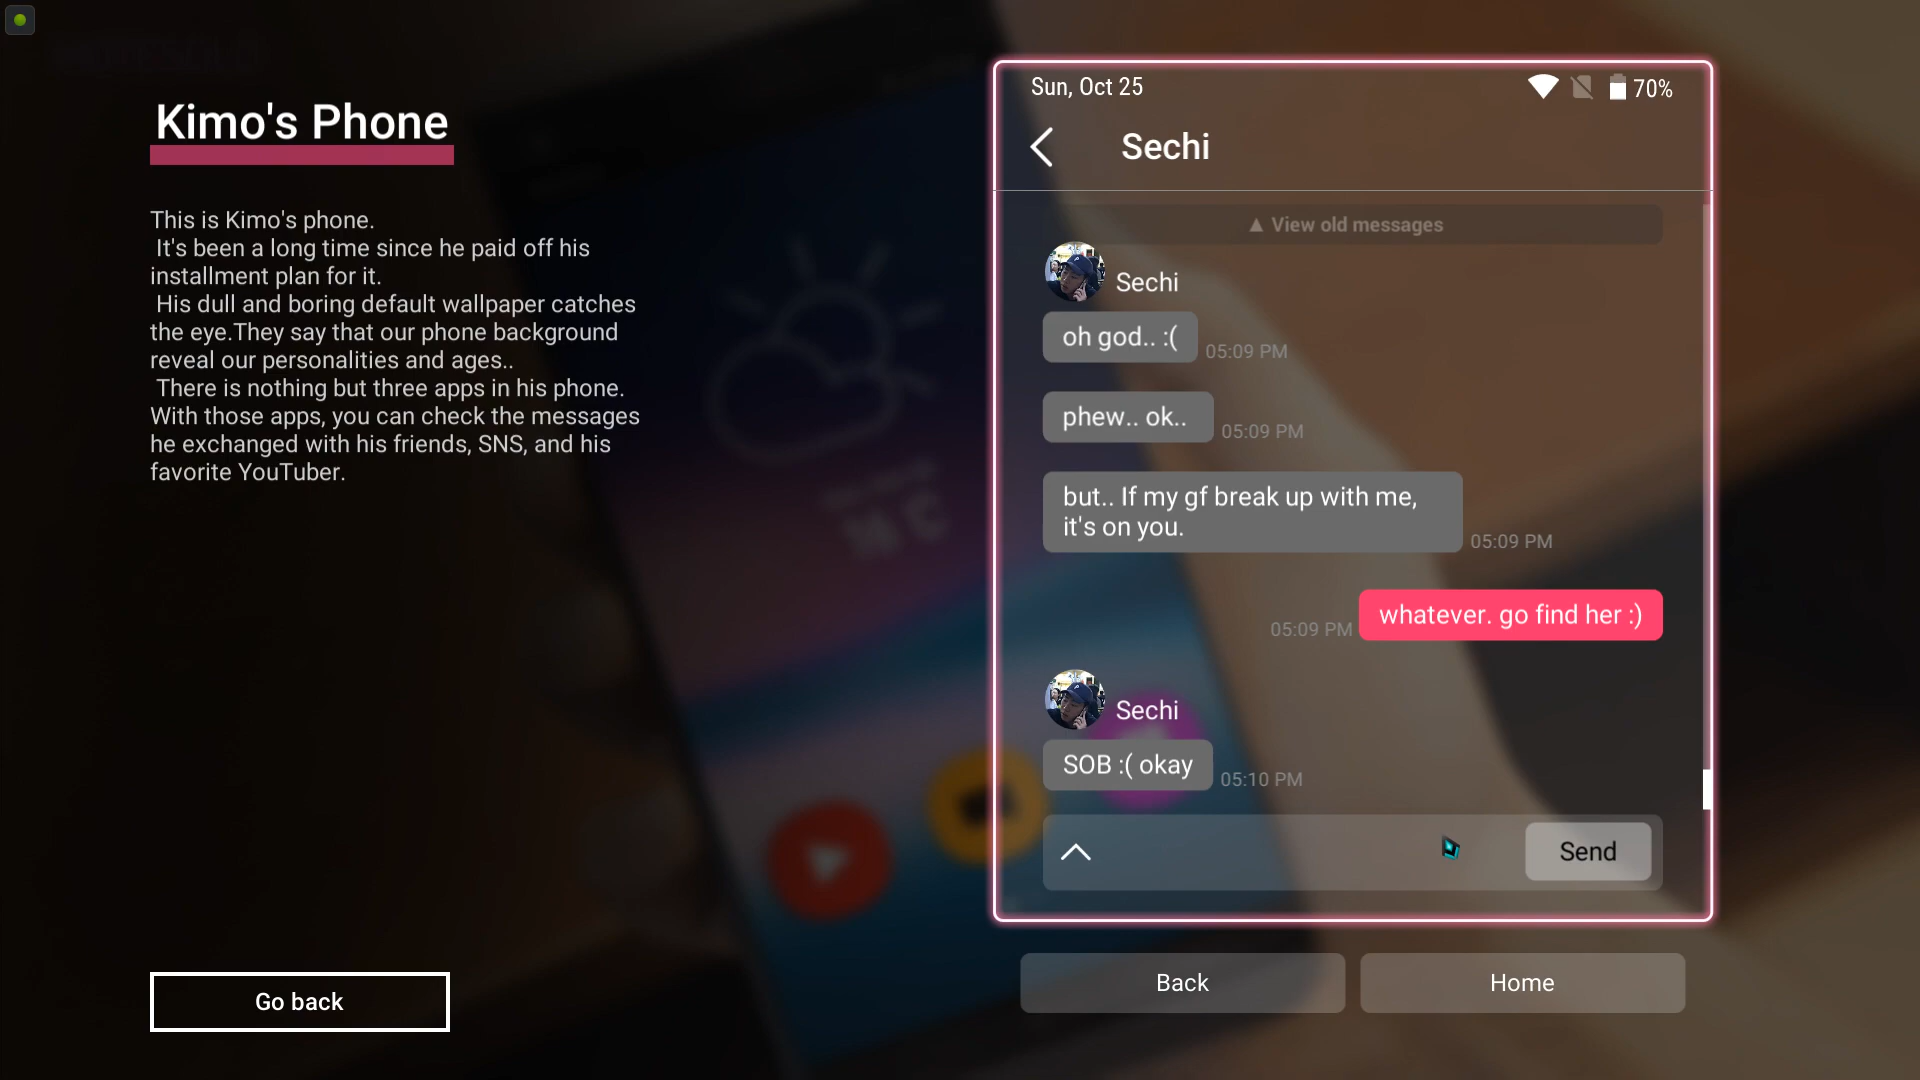 Kimo's Phone
This is Kimo's phone.
It's been a long time since he paid off his
installment plan for it.
His dull and boring default wallpaper catches
the eye.They say that our phone background
reveal our personalities and ages..
There is nothing but three apps in his phone.
With those apps, you can check the messages
he exchanged with his friends, SNS, and his
favorite YouTuber.
Go back
Sun, Oct 25
70%
Sechi
▲ View old messages
Sechi
oh god.. :(
05:09 PM
phew.. ok..
05:09 PM
but.. If my gf break up with me,
it's on you.
05:09 PM
05:09 PM
whatever. go find her :)
Sechi
SOB :( okay
05:10 PM
Send
Back
Home